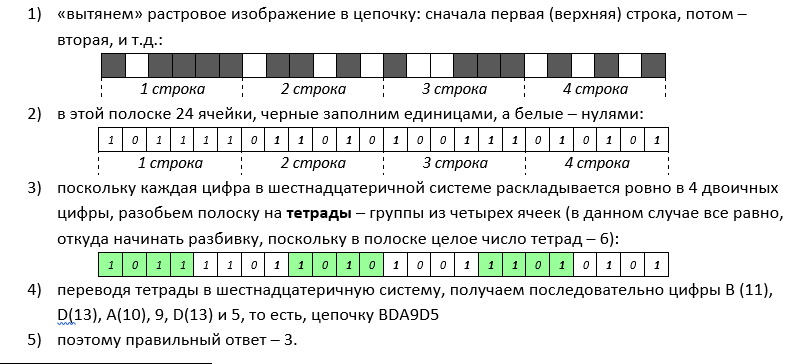 1) «вытянем» растровое изображение в цепочку: сначала первая (верхняя) строка, потом –
вторая, и т.д.:
1 строка 2 строка 3 строка 4 строка
2) в этой полоске 24 ячейки, черные заполним единицами, а белые – нулями:
1 0 1 1 1 1 0 1 1 0 1 0 1 0 0 1 1 1 0 1 0 1 0 1
1 строка 2 строка 3 строка 4 строка
3) поскольку каждая цифра в шестнадцатеричной системе раскладывается ровно в 4 двоичных
цифры, разобьем полоску на тетрады – группы из четырех ячеек (в данном случае все равно,
откуда начинать разбивку, поскольку в полоске целое число тетрад – 6):
1 0 1 1 1 1 0 1 1 0 1 0 1 0 0 1 1 1 0 1 0 1 0 1
4) переводя тетрады в шестнадцатеричную систему, получаем последовательно цифры B (11),
D(13), A(10), 9, D(13) и 5, то есть, цепочку BDA9D5
5) поэтому правильный ответ – 3.